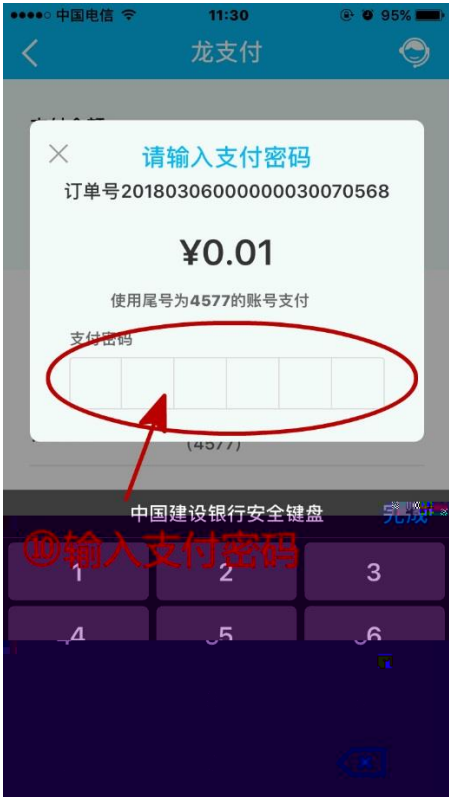 中国电信 11:30 95%
龙支付
请输入支付密码
订单号20180306000000030070568
¥0.01
使用尾号为4577的账号支付
支付密码
(4577)
中国建设银行安全键盘 完成
⑩输入支付密码
1 2 3
4 5 6